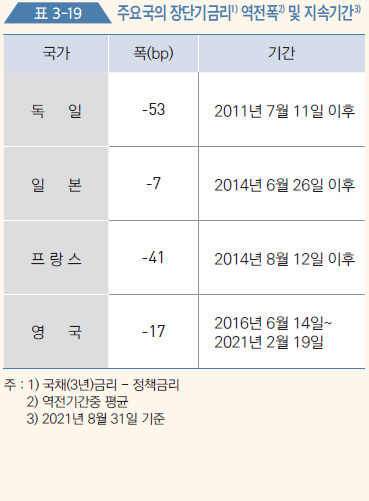 표 3-19 주요국의 장단기금리1) 역전폭2) 및 지속기간3)
국가 폭(bp) 기간
독 일 -53 2011년 7월 11일 이후
일 본 -7 2014년 6월 26일 이후
프 랑 스 -41 2014년 8월 12일 이후
영 국 -17 2016년 6월 14일~
2021년 2월 19일
주 : 1) 국채(3년)금리 - 정책금리
2) 역전기간중 평균
3) 2021년 8월 31일 기준